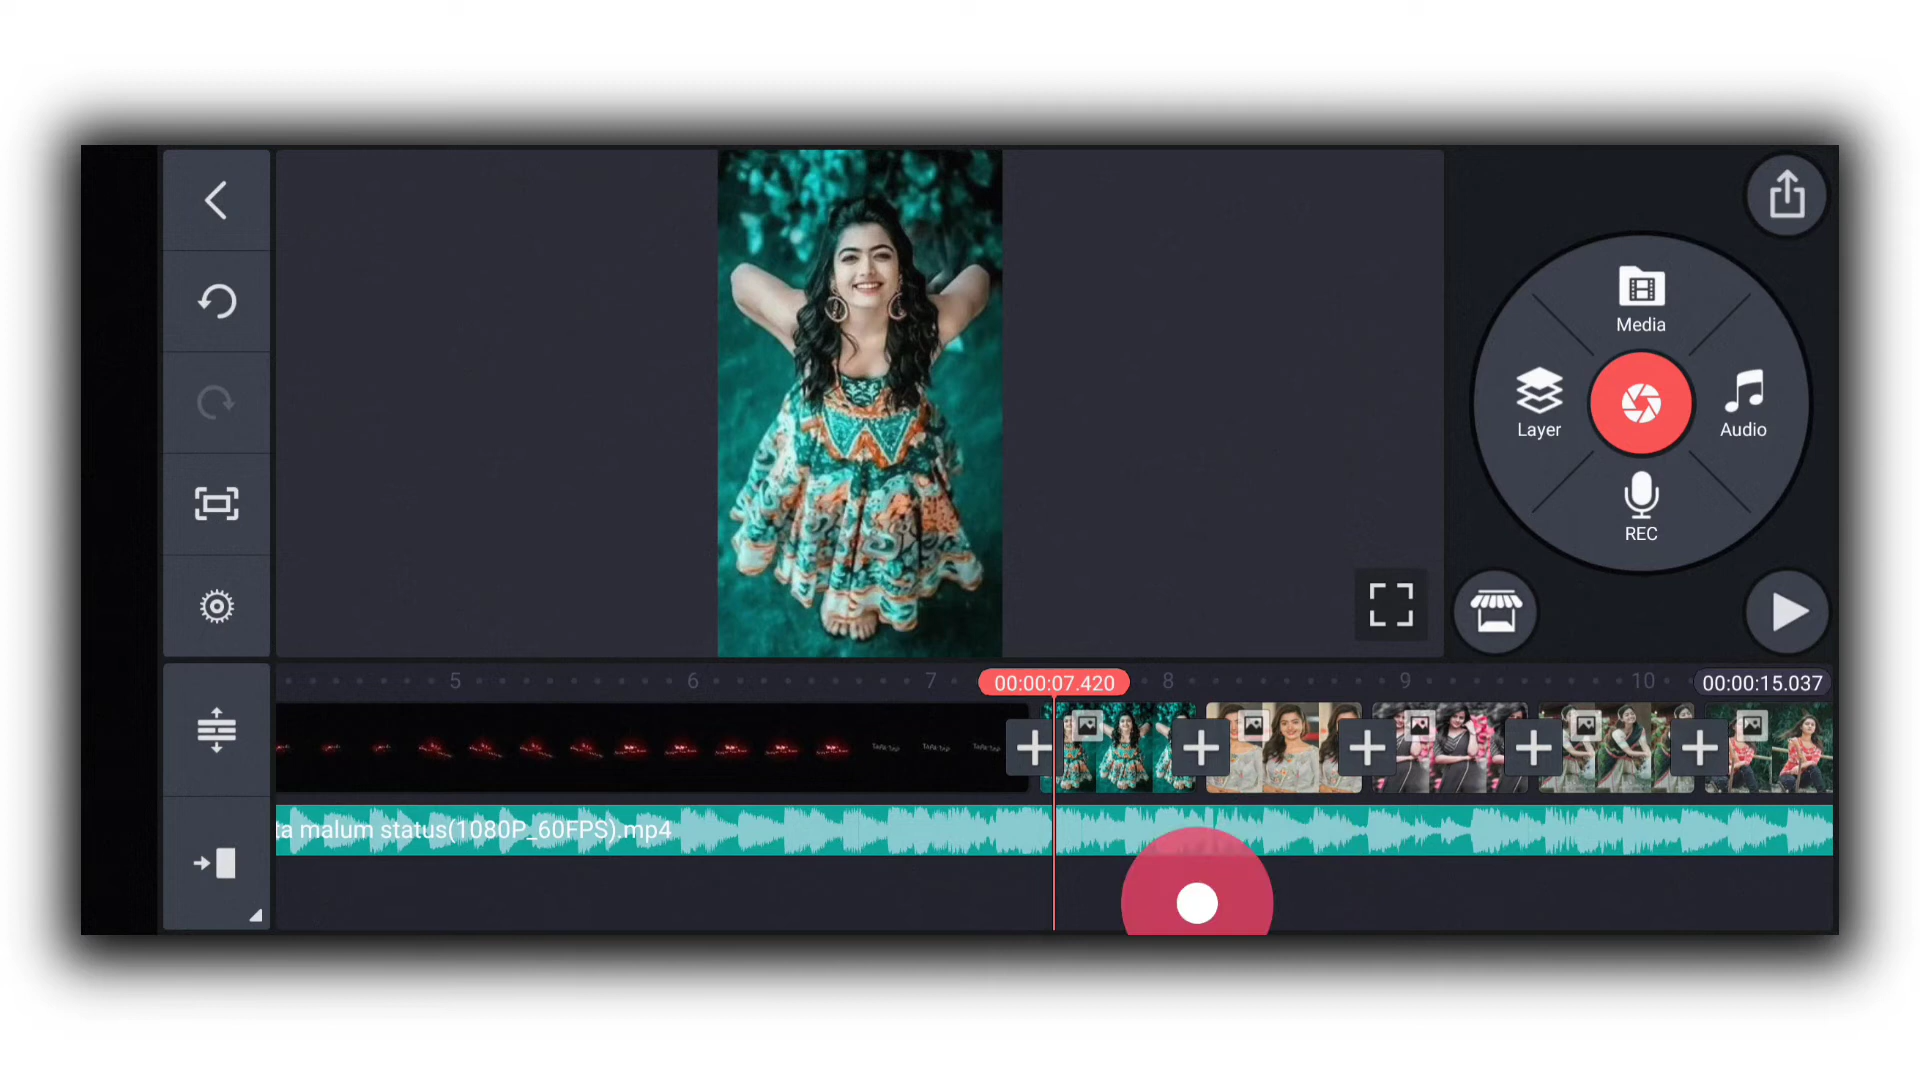 Media
Layer
Audio
REC
5
6
7
00:00:07.420
8
9
10
00:00:15.037
ta malum status(1080P_60FPS).mp4